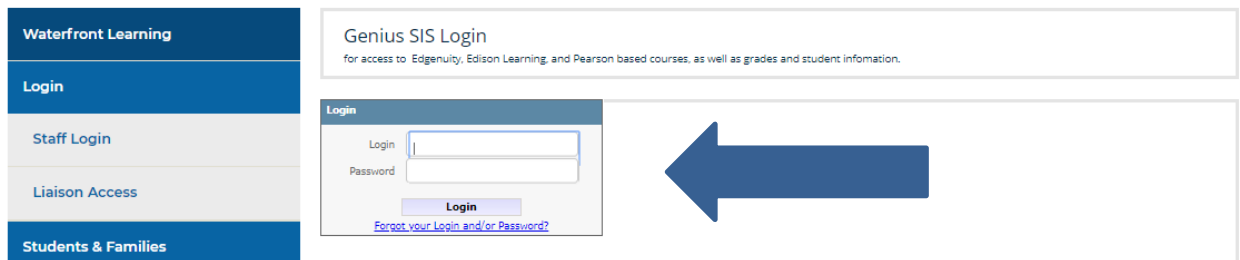 Waterfront Learning
Login
Staff Login
Liaison Access
Students & Families
Genius SIS Login
for access to Edgenuity, Edison Learning, and Pearson based courses, as well as grades and student infomation.
Login
Login
Password
Login
Forgot your Login and/or Password?